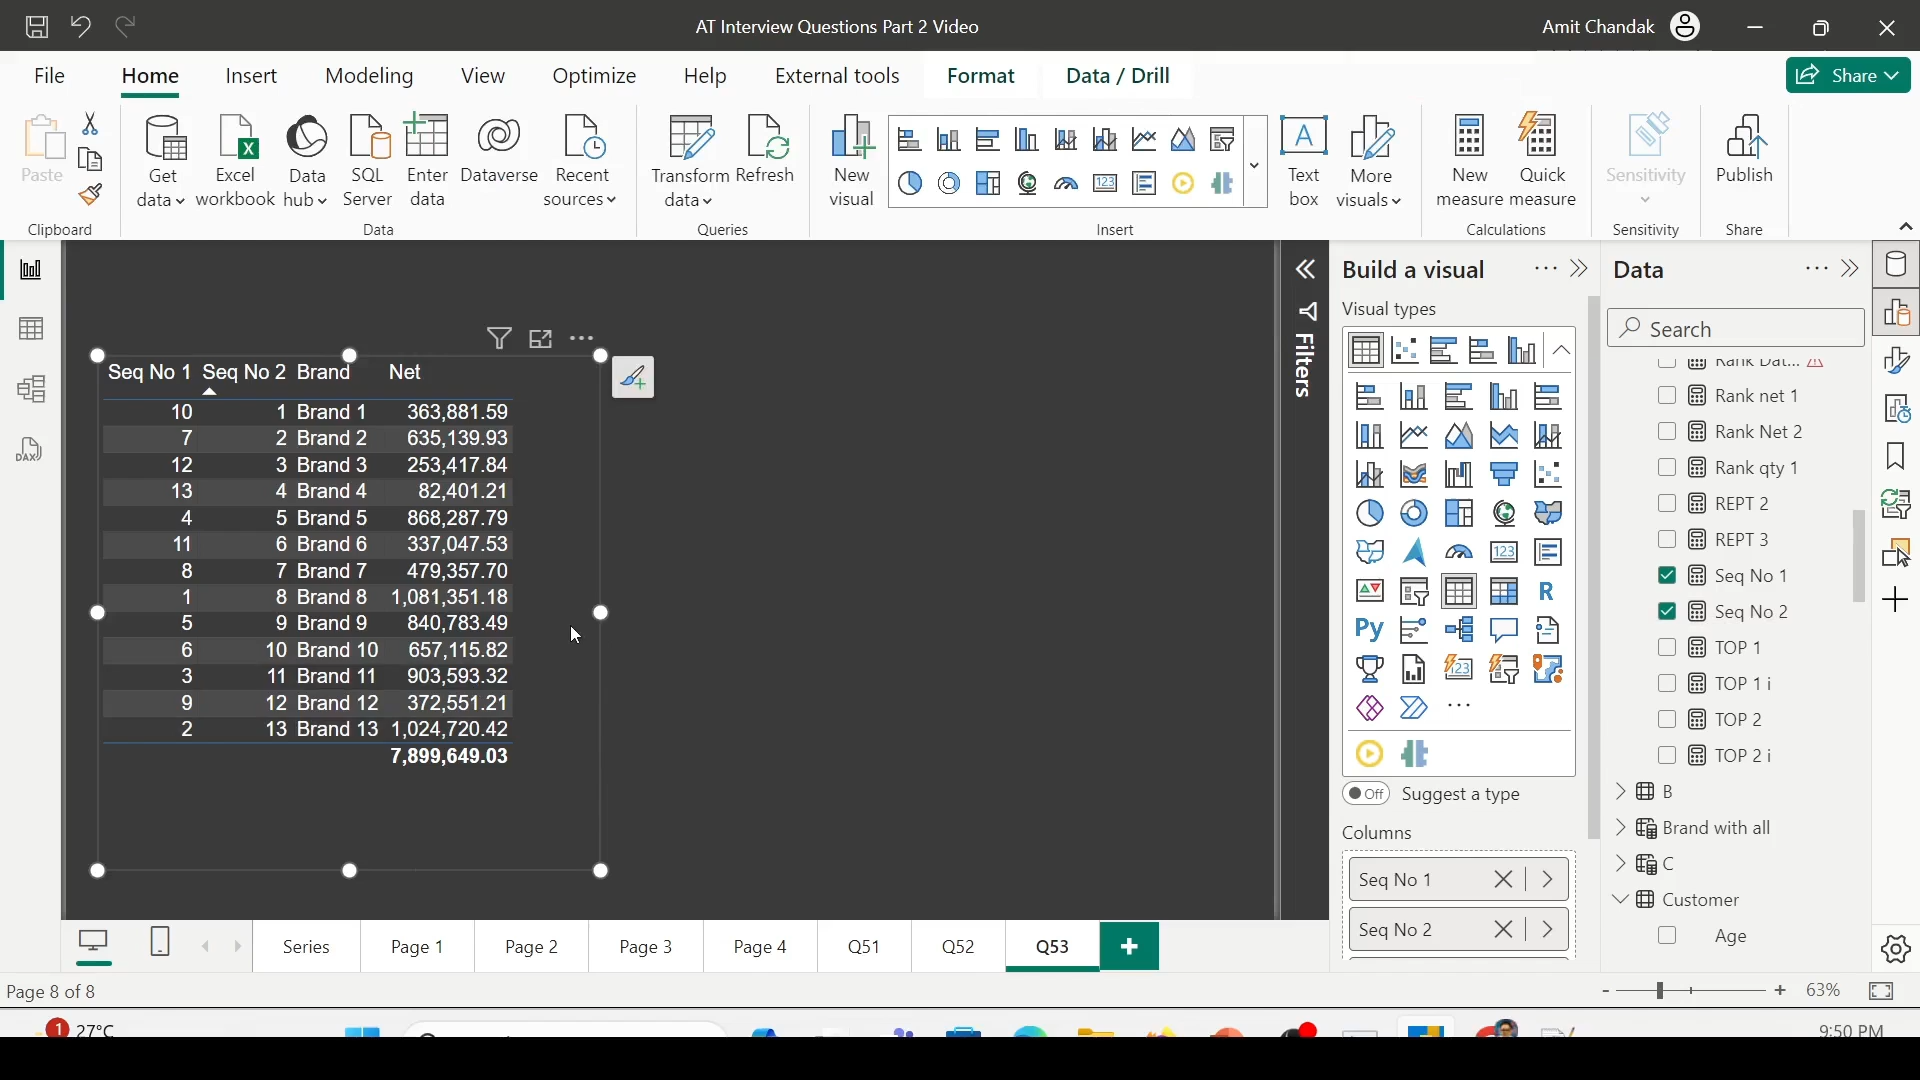 AT Interview Questions Part 2 Video
Amit Chandak
File Home Insert Modeling View Optimize Help External tools Format Data / Drill
Share
Paste
Get data
Excel workbook
Data hub
SQL Server
Enter data
Dataverse
Recent sources
Transform data
Refresh
New visual
Text box
More visuals
New measure
Quick measure
Sensitivity
Publish
Clipboard
Data
Queries
Insert
Calculations
Sensitivity
Share
Filters
Seq No 1 Seq No 2 Brand Net
10 1 Brand 1 363,881.59
7 2 Brand 2 635,139.93
12 3 Brand 3 253,417.84
13 4 Brand 4 82,401.21
4 5 Brand 5 868,287.79
11 6 Brand 6 337,047.53
8 7 Brand 7 479,357.70
1 8 Brand 8 1,081,351.18
5 9 Brand 9 840,783.49
6 10 Brand 10 657,115.82
3 11 Brand 11 903,593.32
9 12 Brand 12 372,551.21
2 13 Brand 13 1,024,720.42
7,899,649.03
DAX
Build a visual
Visual types
123
R
Py
123
Off Suggest a type
Columns
Seq No 1
Seq No 2
Data
Search
Rank Dat...
Rank net 1
Rank Net 2
Rank qty 1
REPT 2
REPT 3
Seq No 1
Seq No 2
TOP 1
TOP 1 i
TOP 2
TOP 2 i
B
Brand with all
C
Customer
Age
Series Page 1 Page 2 Page 3 Page 4 Q51 Q52 Q53
Page 8 of 8
63%
1
27°C
9:50 PM